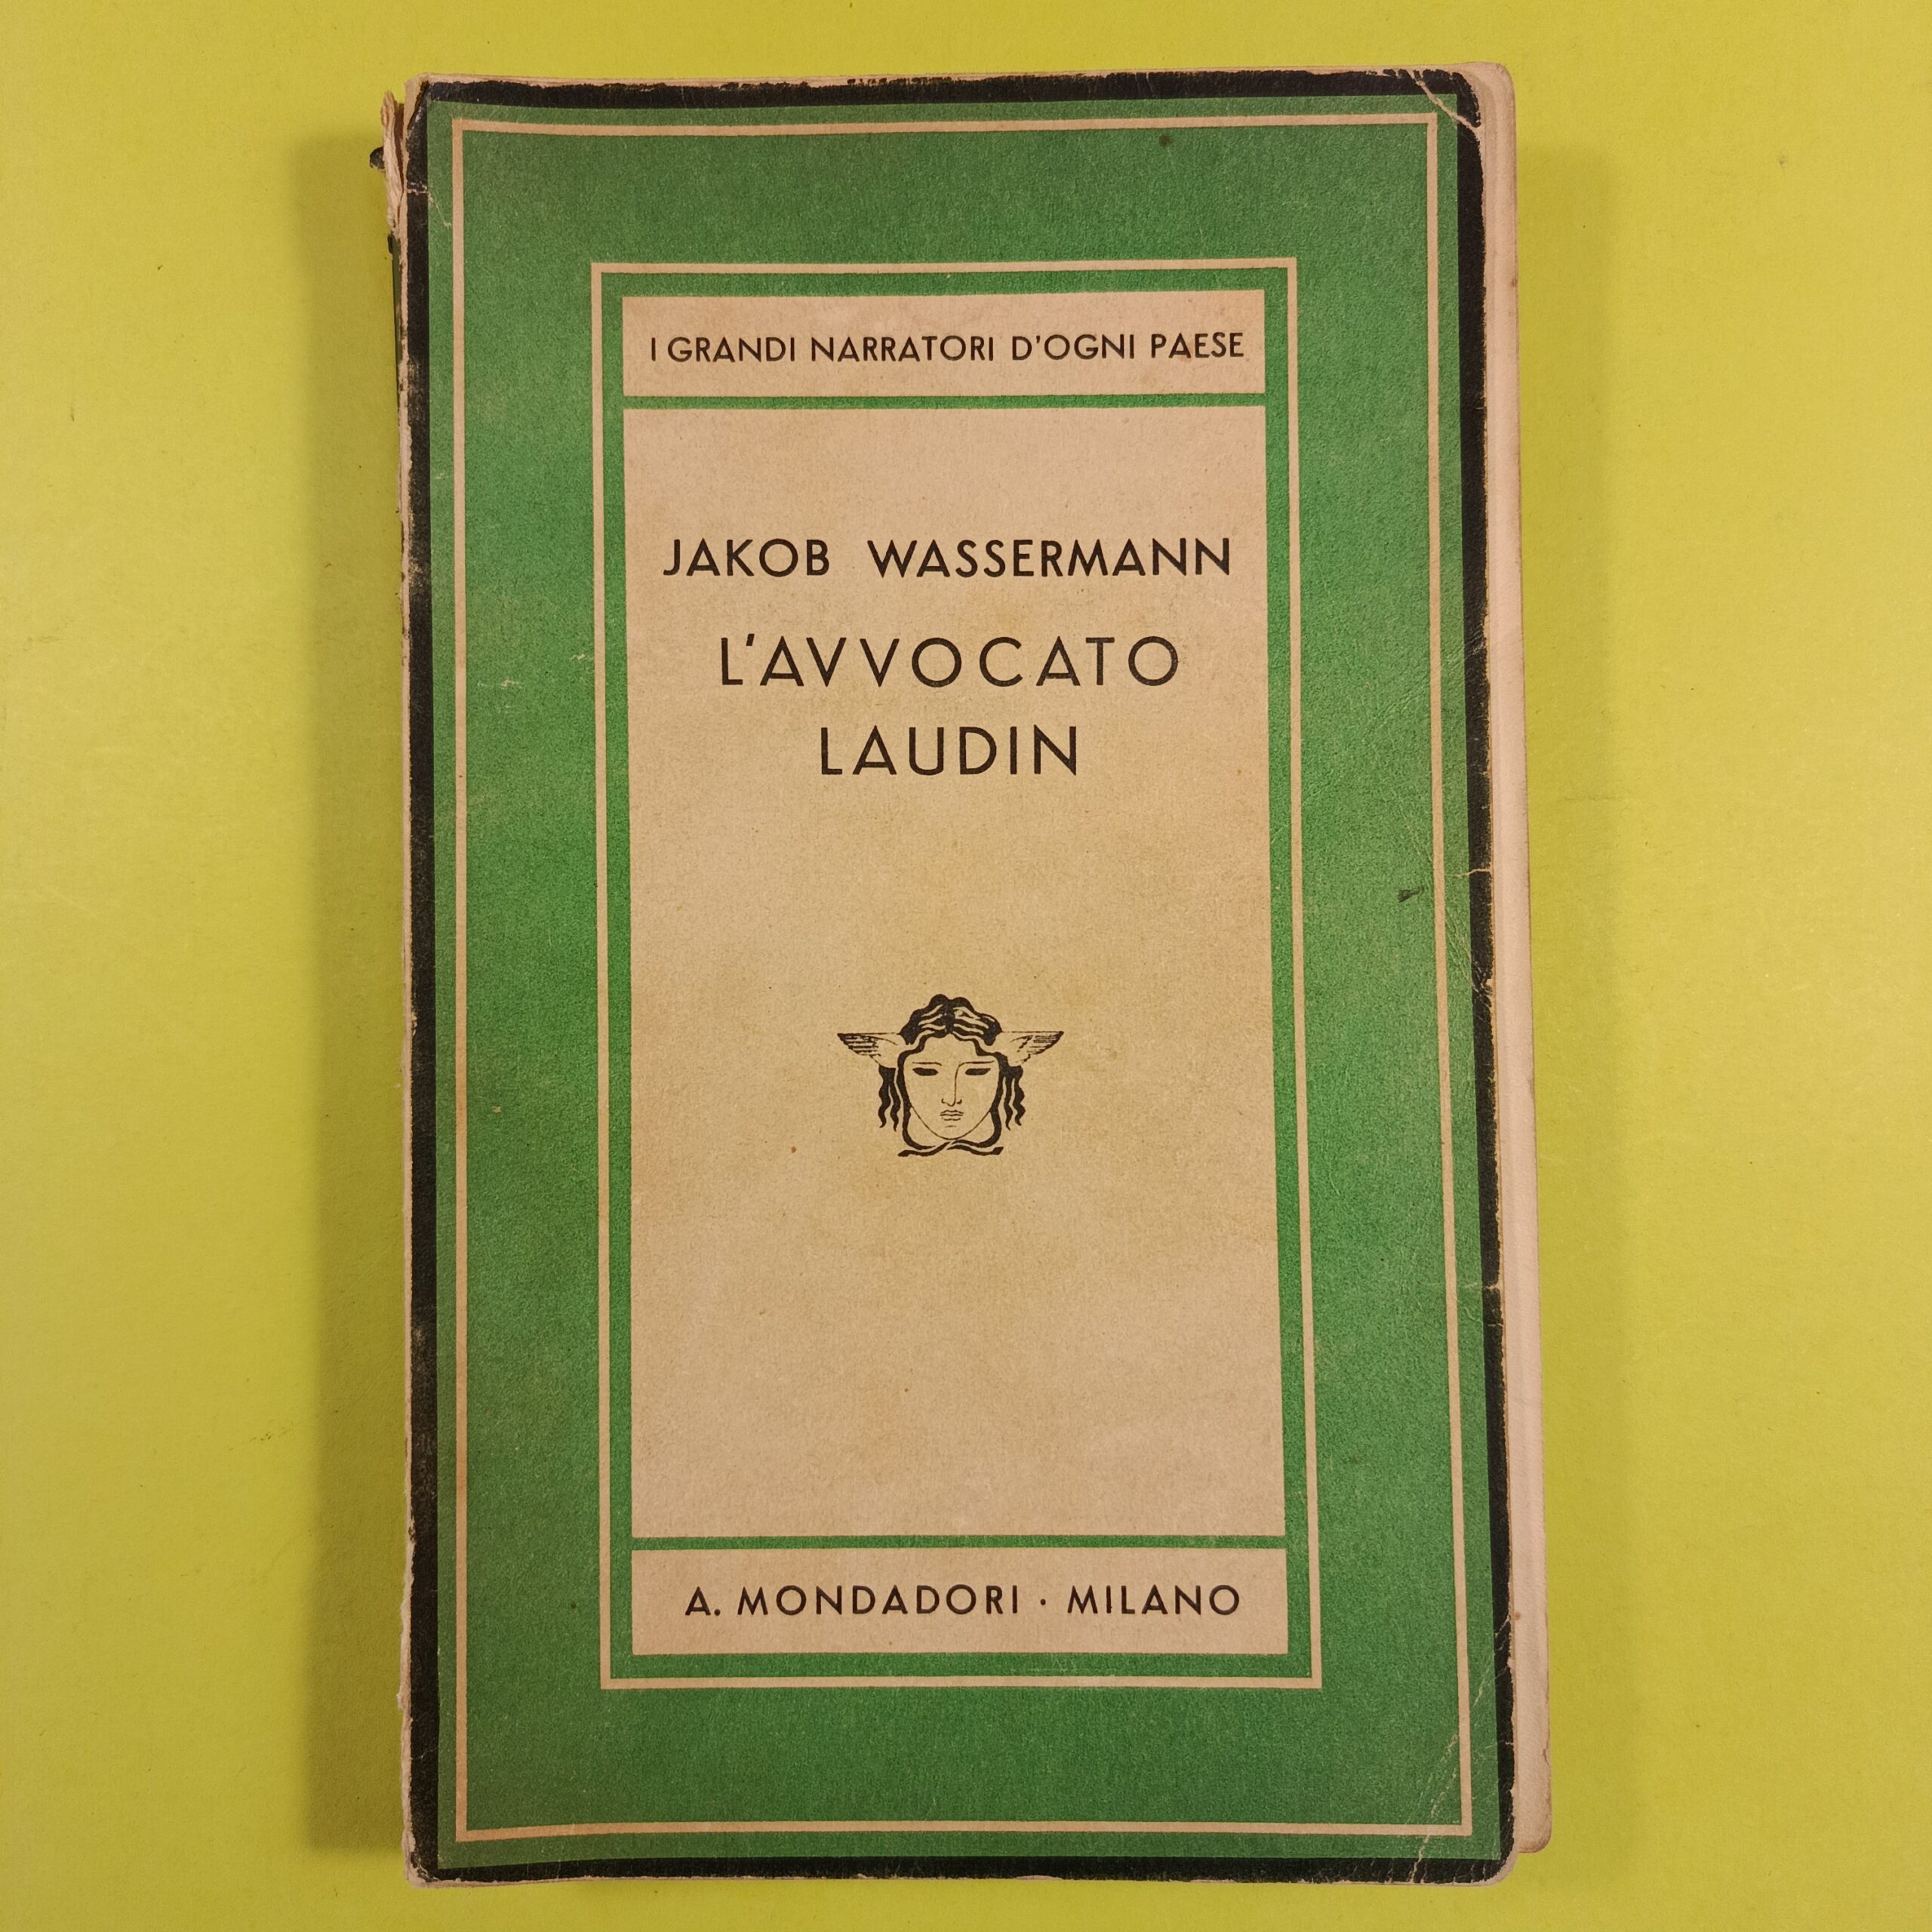 I GRANDI NARRATORI D'OGNI PAESE
JAKOB WASSERMANN
L'AVVOCATO
LAUDIN
A. MONDADORI · MILANO